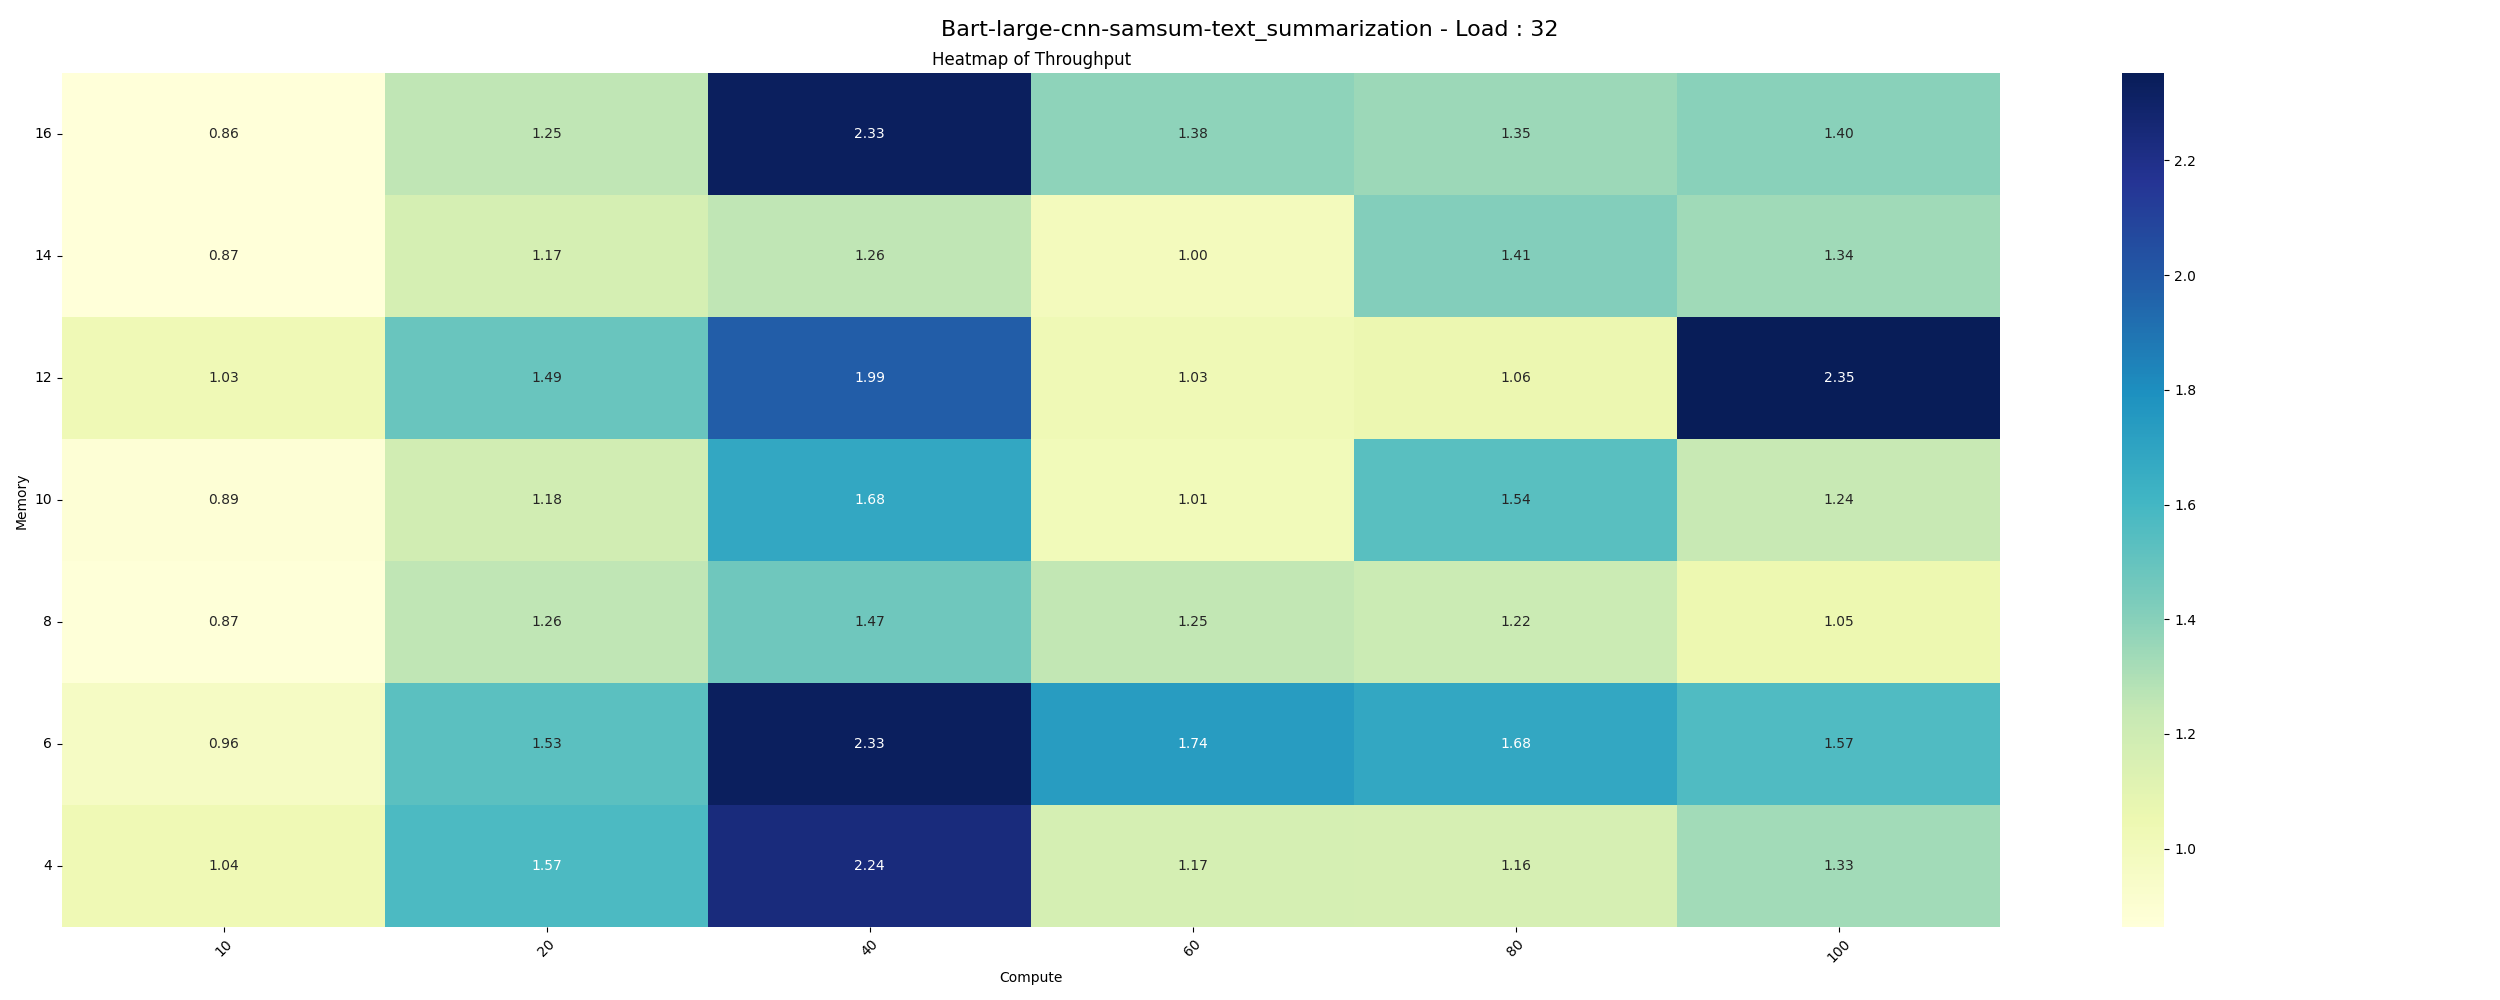 Bart-large-cnn-samsum-text_summarization - Load : 32
Heatmap of Throughput
16 0.86 1.25 2.33 1.38 1.35 1.40
14 0.87 1.17 1.26 1.00 1.41 1.34
12 1.03 1.49 1.99 1.03 1.06 2.35
10 0.89 1.18 1.68 1.01 1.54 1.24
8 0.87 1.26 1.47 1.25 1.22 1.05
6 0.96 1.53 2.33 1.74 1.68 1.57
4 1.04 1.57 2.24 1.17 1.16 1.33
Memory
10 20 40 60 80 100
Compute
2.2
2.0
1.8
1.6
1.4
1.2
1.0